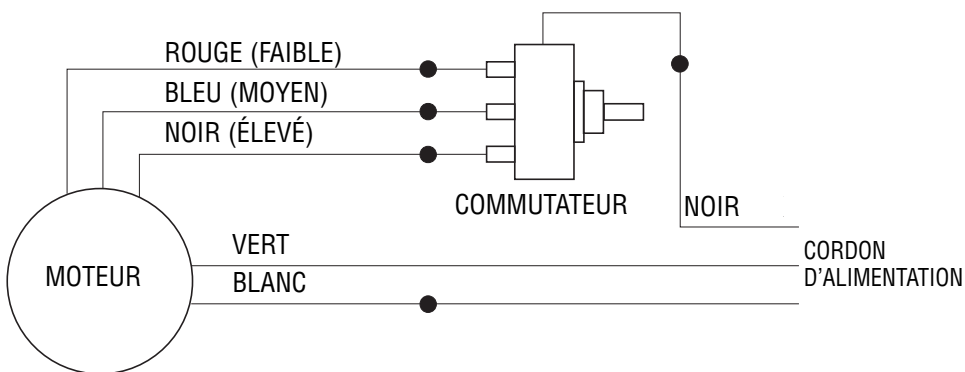 ROUGE (FAIBLE)
BLEU (MOYEN)
NOIR (ÉLEVÉ)
COMMUTATEUR
NOIR
VERT
MOTEUR
BLANC
CORDON
D'ALIMENTATION